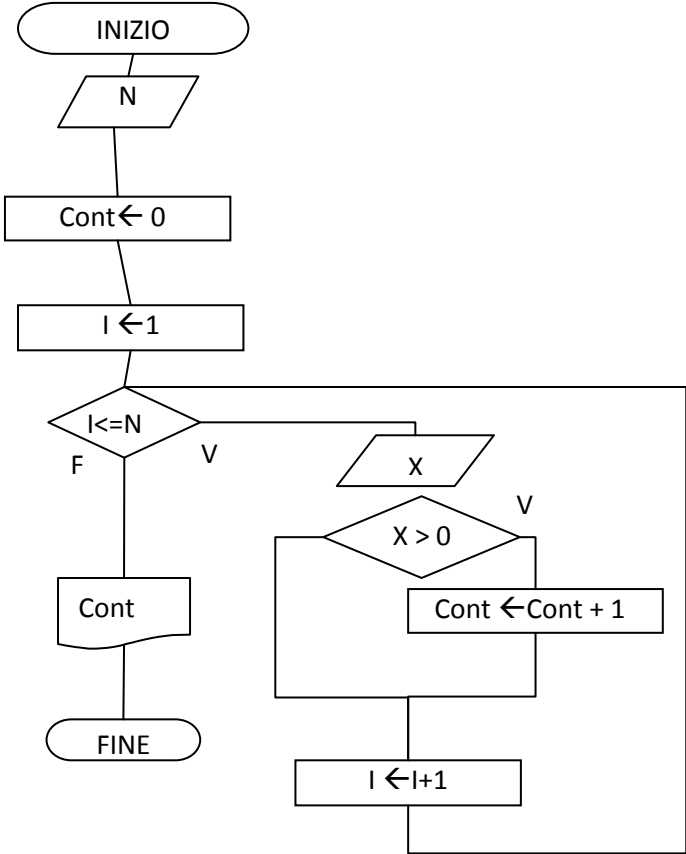 INIZIO
N
Cont← 0
I ←1
I<=N
F
V
X
V
X > 0
Cont
Cont ←Cont + 1
FINE
I ←I+1